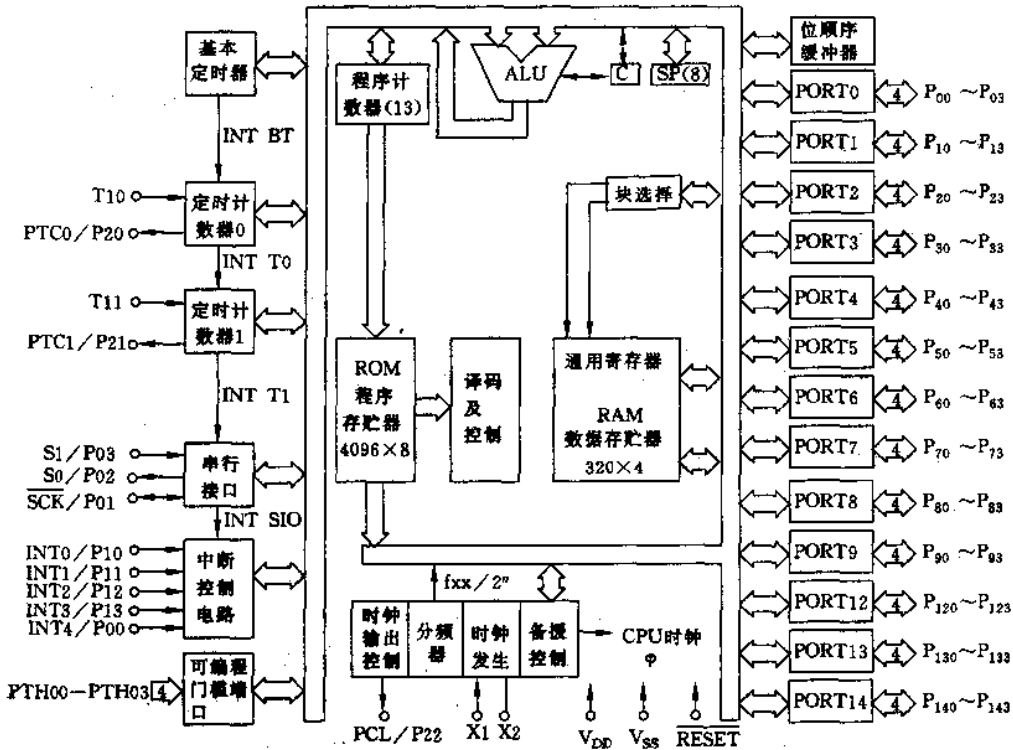 基本
定时器
INT BT
T10
PTC0/P20
定时计
数器0
INT T0
T11
PTC1/P21
定时计
数器1
INT T1
S1/P03
S0/P02
SCK/P01
串行
接口
INT SIO
INT0/P10
INT1/P11
INT2/P12
INT3/P13
INT4/P00
中断
控制
电路
PTH00-PTH03
4
可编程
门槛端
口
程序计
数器(13)
ALU
C
SP(8)
块选择
ROM
程序
存贮器
4096×8
译码
及
控制
通用寄存器
RAM
数据存贮器
320×4
fxx/2ⁿ
时钟
输出
控制
分频
器
时钟
发生
备援
控制
CPU时钟
φ
PCL/P22
X1
X2
VDD
VSS
RESET
位顺序
缓冲器
PORT0 4 P00~P03
PORT1 4 P10~P13
PORT2 4 P20~P23
PORT3 4 P30~P33
PORT4 4 P40~P43
PORT5 4 P50~P53
PORT6 4 P60~P63
PORT7 4 P70~P73
PORT8 4 P80~P83
PORT9 4 P90~P93
PORT12 4 P120~P123
PORT13 4 P130~P133
PORT14 4 P140~P143